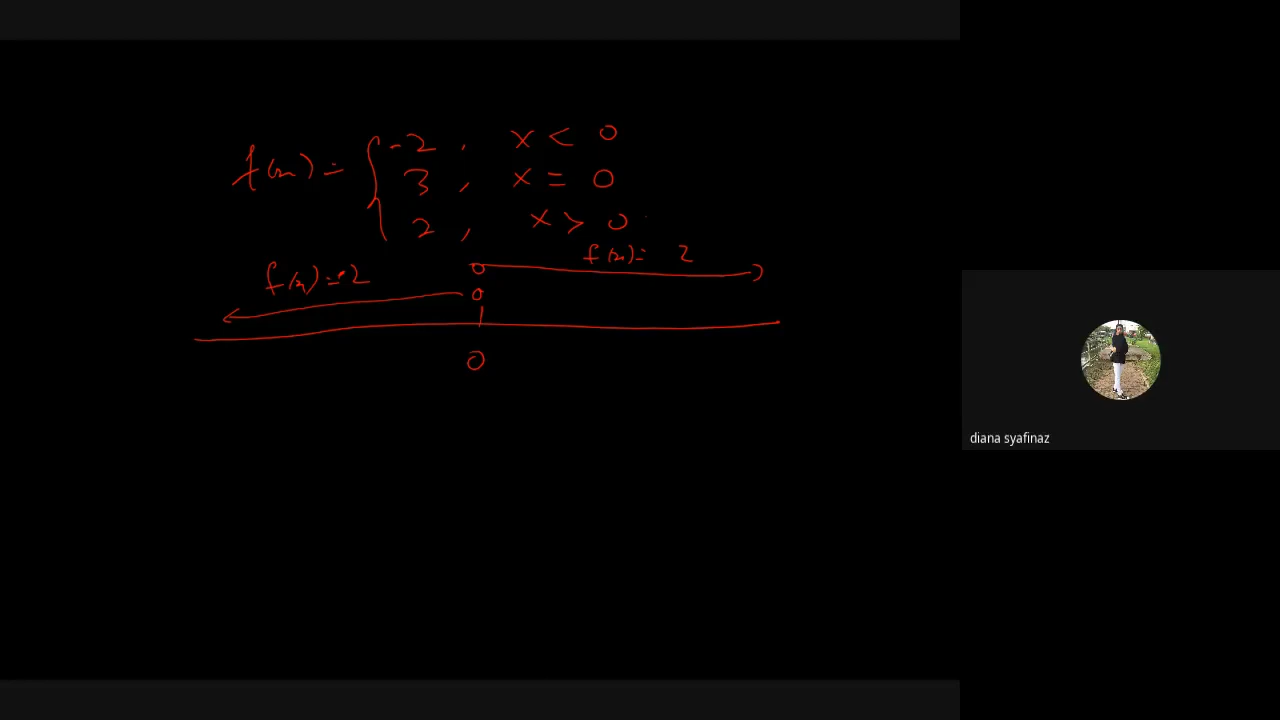 f(x) = { -2 , x < 0
3 , x = 0
2 , x > 0
f(x) = 2
f(x) = -2
0
diana syafinaz